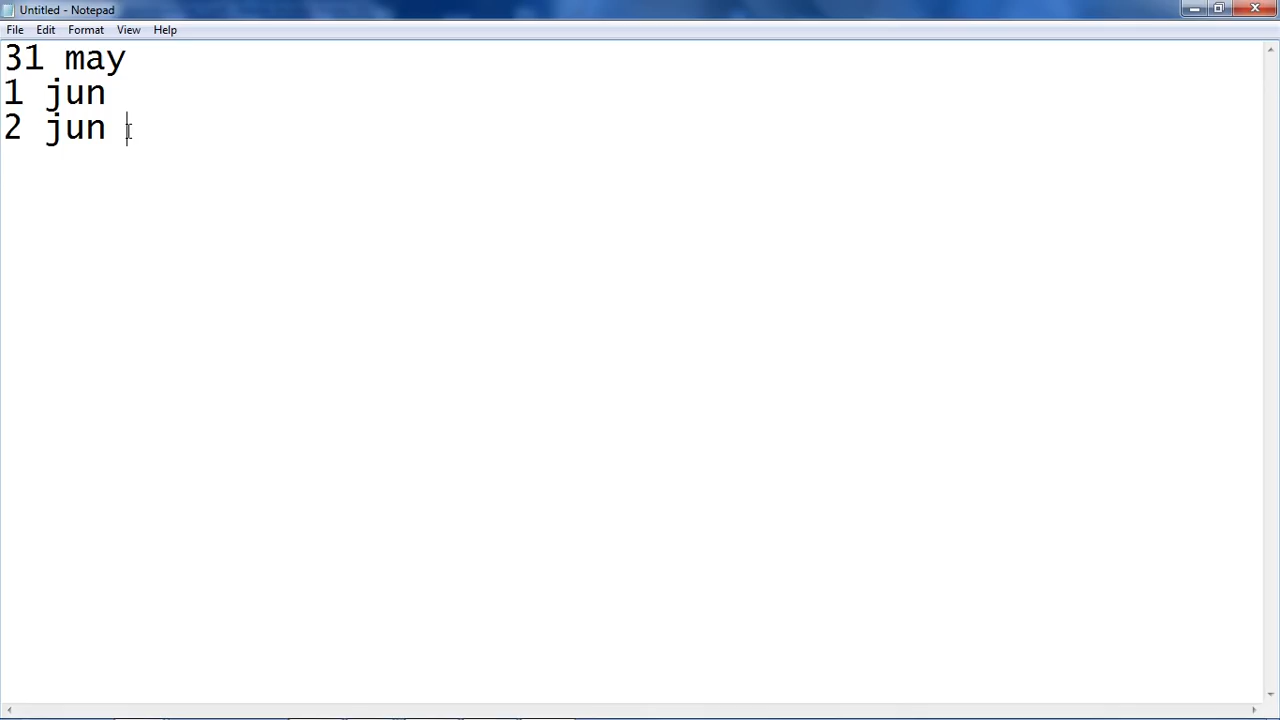 Untitled - Notepad
File Edit Format View Help
31 may
1 jun
2 jun